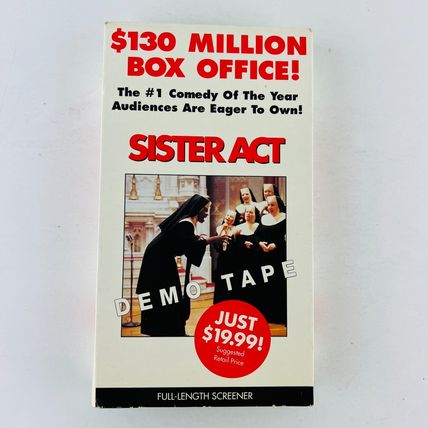 $130 MILLION
BOX OFFICE!
The #1 Comedy Of The Year
Audiences Are Eager To Own!
SISTER ACT
DEMO TAPE
JUST
$19.99!
Suggested
Retail Price
FULL-LENGTH SCREENER